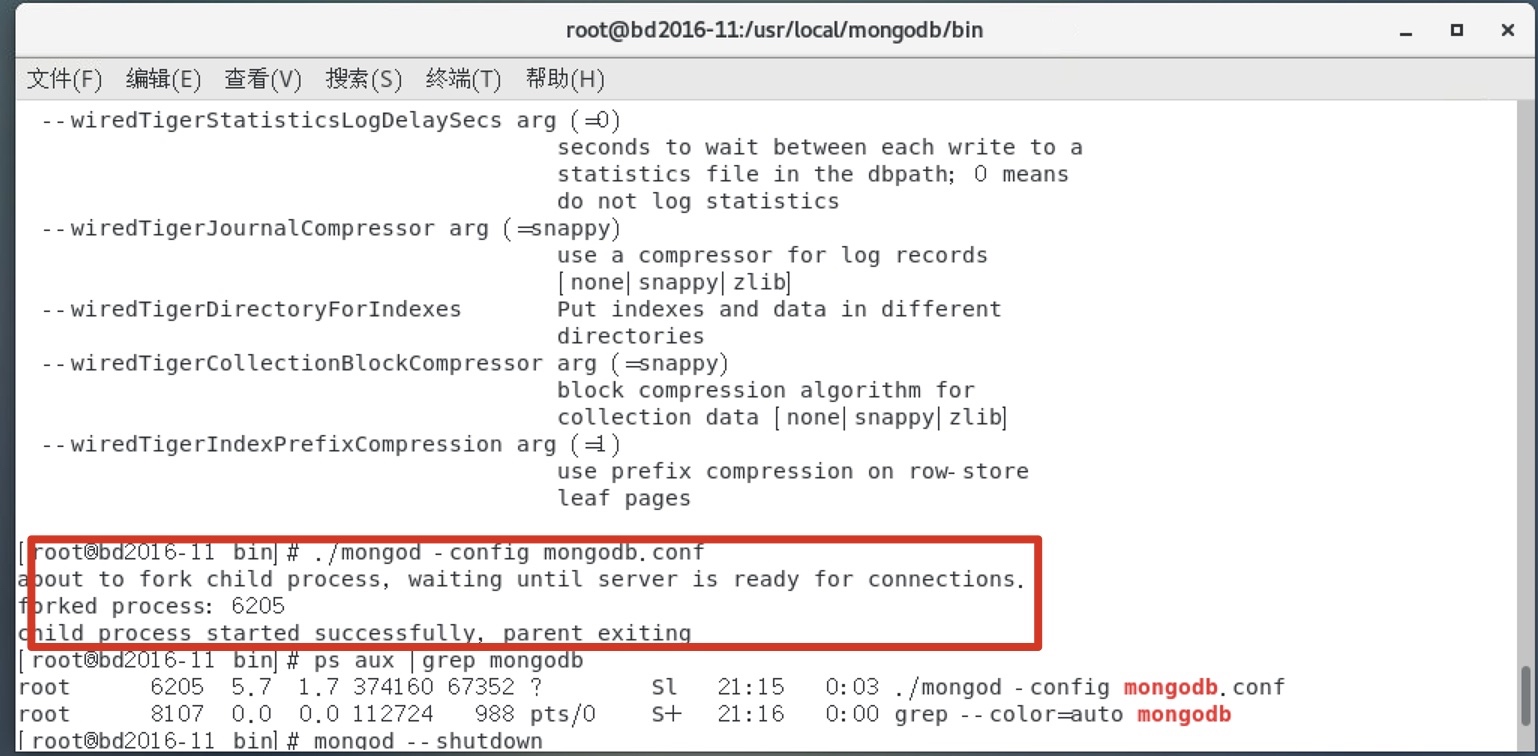 root@bd2016-11:/usr/local/mongodb/bin
文件(F) 编辑(E) 查看(V) 搜索(S) 终端(T) 帮助(H)
--wiredTigerStatisticsLogDelaySecs arg (=0)
seconds to wait between each write to a
statistics file in the dbpath; 0 means
do not log statistics
--wiredTigerJournalCompressor arg (=snappy)
use a compressor for log records
[none|snappy|zlib]
--wiredTigerDirectoryForIndexes Put indexes and data in different
directories
--wiredTigerCollectionBlockCompressor arg (=snappy)
block compression algorithm for
collection data [none|snappy|zlib]
--wiredTigerIndexPrefixCompression arg (=1)
use prefix compression on row-store
leaf pages
[root@bd2016-11 bin]# ./mongod -config mongodb.conf
about to fork child process, waiting until server is ready for connections.
forked process: 6205
child process started successfully, parent exiting
[root@bd2016-11 bin]# ps aux |grep mongodb
root 6205 5.7 1.7 374160 67352 ? Sl 21:15 0:03 ./mongod -config mongodb.conf
root 8107 0.0 0.0 112724 988 pts/0 S+ 21:16 0:00 grep --color=auto mongodb
[root@bd2016-11 bin]# mongod --shutdown